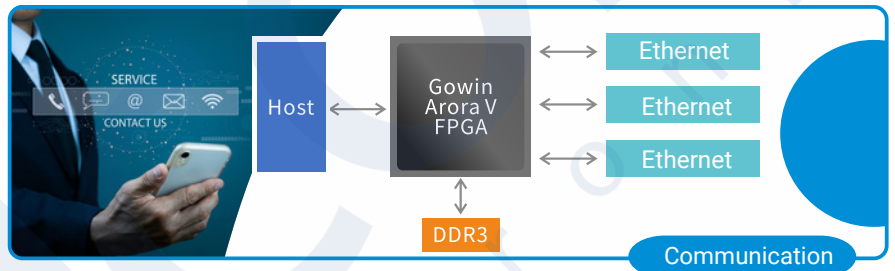 SERVICE
@
CONTACT US
Host
Gowin
Arora V
FPGA
Ethernet
Ethernet
Ethernet
DDR3
Communication